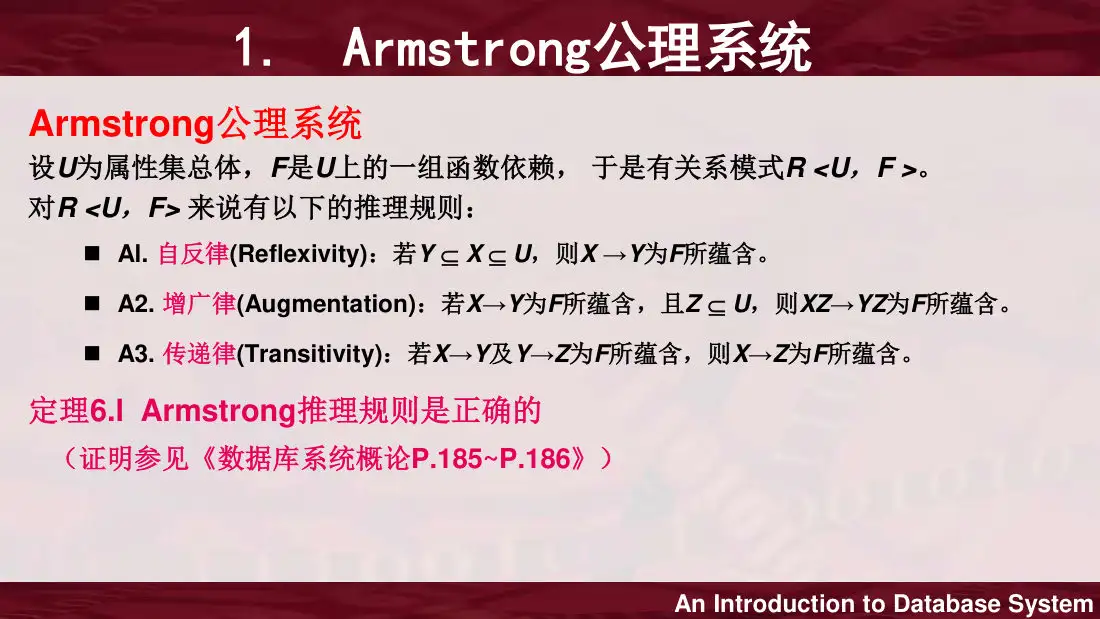 1. Armstrong公理系统
Armstrong公理系统
设U为属性集总体，F是U上的一组函数依赖， 于是有关系模式R <U，F >。
对R <U，F> 来说有以下的推理规则：
■ Al. 自反律(Reflexivity)：若Y ⊆ X ⊆ U，则X →Y为F所蕴含。
■ A2. 增广律(Augmentation)：若X→Y为F所蕴含，且Z ⊆ U，则XZ→YZ为F所蕴含。
■ A3. 传递律(Transitivity)：若X→Y及Y→Z为F所蕴含，则X→Z为F所蕴含。
定理6.l Armstrong推理规则是正确的
（证明参见《数据库系统概论P.185~P.186》）
An Introduction to Database System